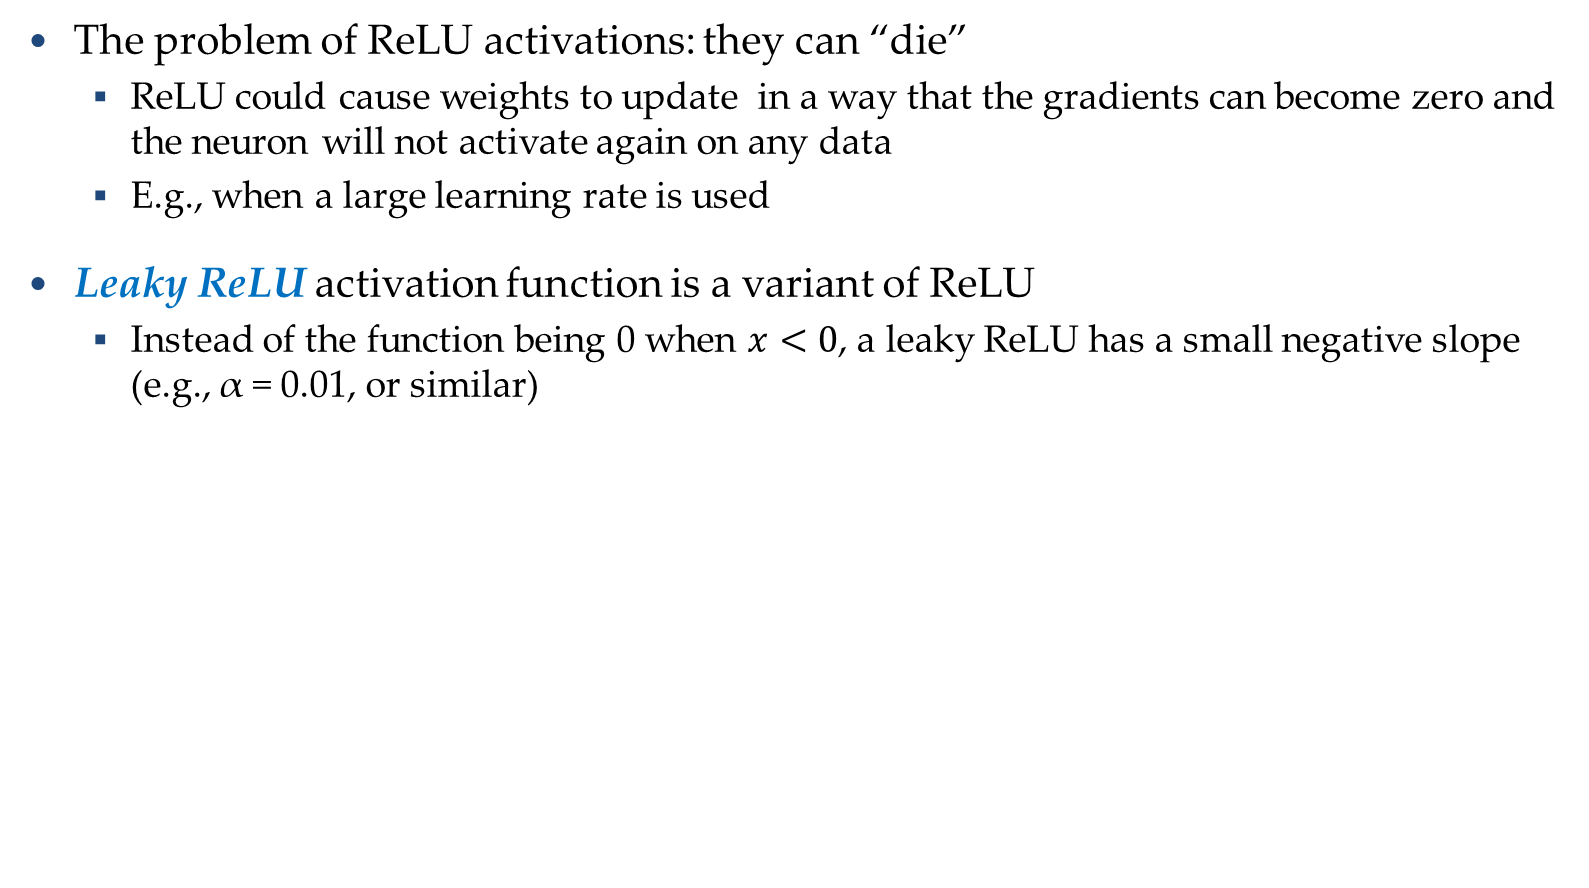 • The problem of ReLU activations: they can “die”
▪ ReLU could cause weights to update in a way that the gradients can become zero and
the neuron will not activate again on any data
▪ E.g., when a large learning rate is used
• Leaky ReLU activation function is a variant of ReLU
▪ Instead of the function being 0 when x < 0, a leaky ReLU has a small negative slope
(e.g., α = 0.01, or similar)